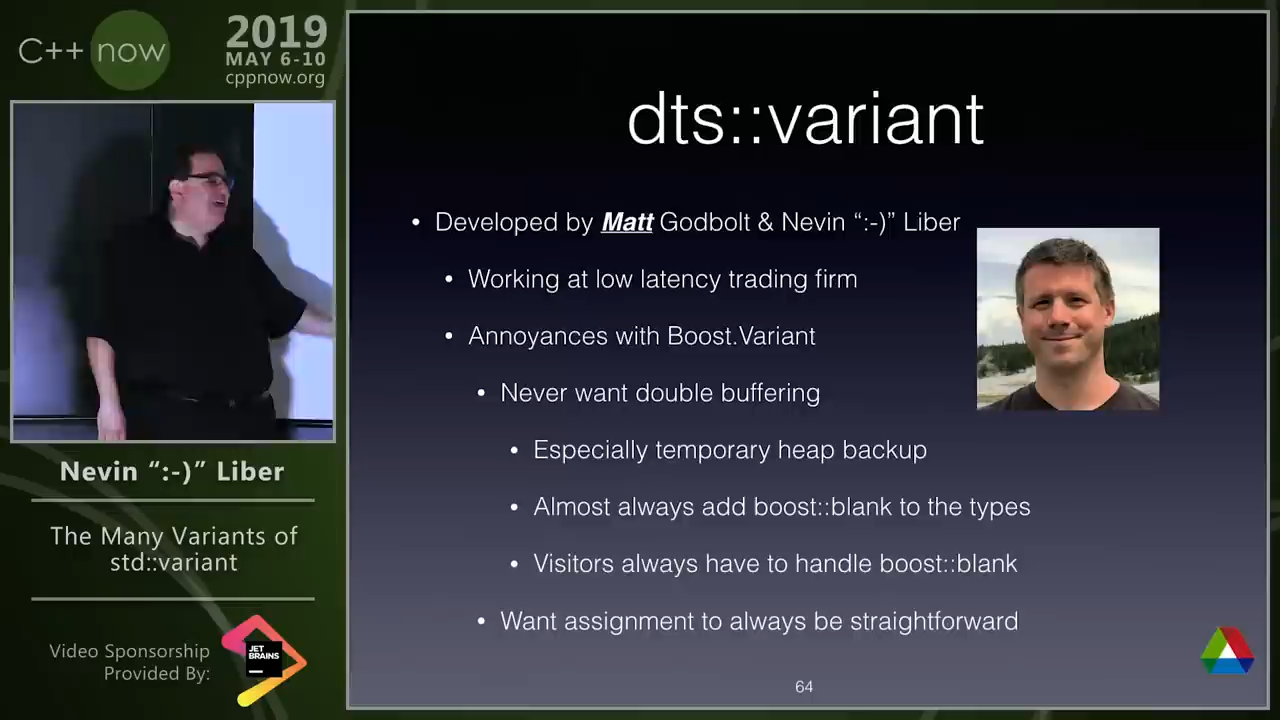 C++ now
2019
MAY 6-10
cppnow.org
dts::variant
• Developed by Matt Godbolt & Nevin “:-)” Liber
• Working at low latency trading firm
• Annoyances with Boost.Variant
• Never want double buffering
• Especially temporary heap backup
• Almost always add boost::blank to the types
• Visitors always have to handle boost::blank
• Want assignment to always be straightforward
64
Nevin “:-)” Liber
The Many Variants of
std::variant
Video Sponsorship
Provided By:
JET
BRAINS